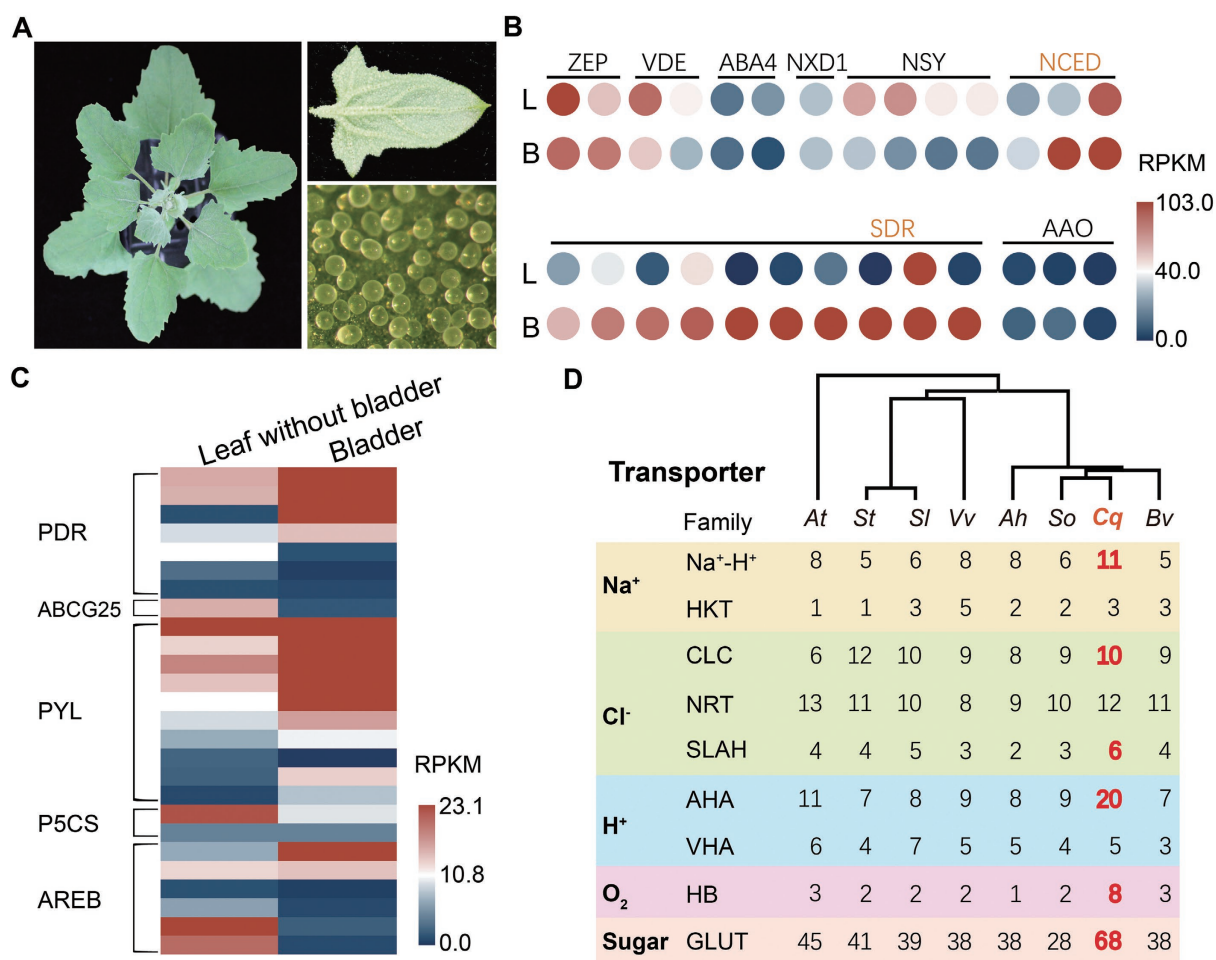 A
B
ZEP VDE ABA4 NXD1 NSY NCED
L
B
SDR AAO
L
B
RPKM
103.0
40.0
0.0
C
Leaf without bladder
Bladder
PDR
ABCG25
PYL
P5CS
AREB
RPKM
23.1
10.8
0.0
D
Transporter
Family At St Sl Vv Ah So Cq Bv
Na⁺
Na⁺-H⁺ 8 5 6 8 8 6 11 5
HKT 1 1 3 5 2 2 3 3
Cl⁻
CLC 6 12 10 9 8 9 10 9
NRT 13 11 10 8 9 10 12 11
SLAH 4 4 5 3 2 3 6 4
H⁺
AHA 11 7 8 9 8 9 20 7
VHA 6 4 7 5 5 4 5 3
O₂ HB 3 2 2 2 1 2 8 3
Sugar GLUT 45 41 39 38 38 28 68 38